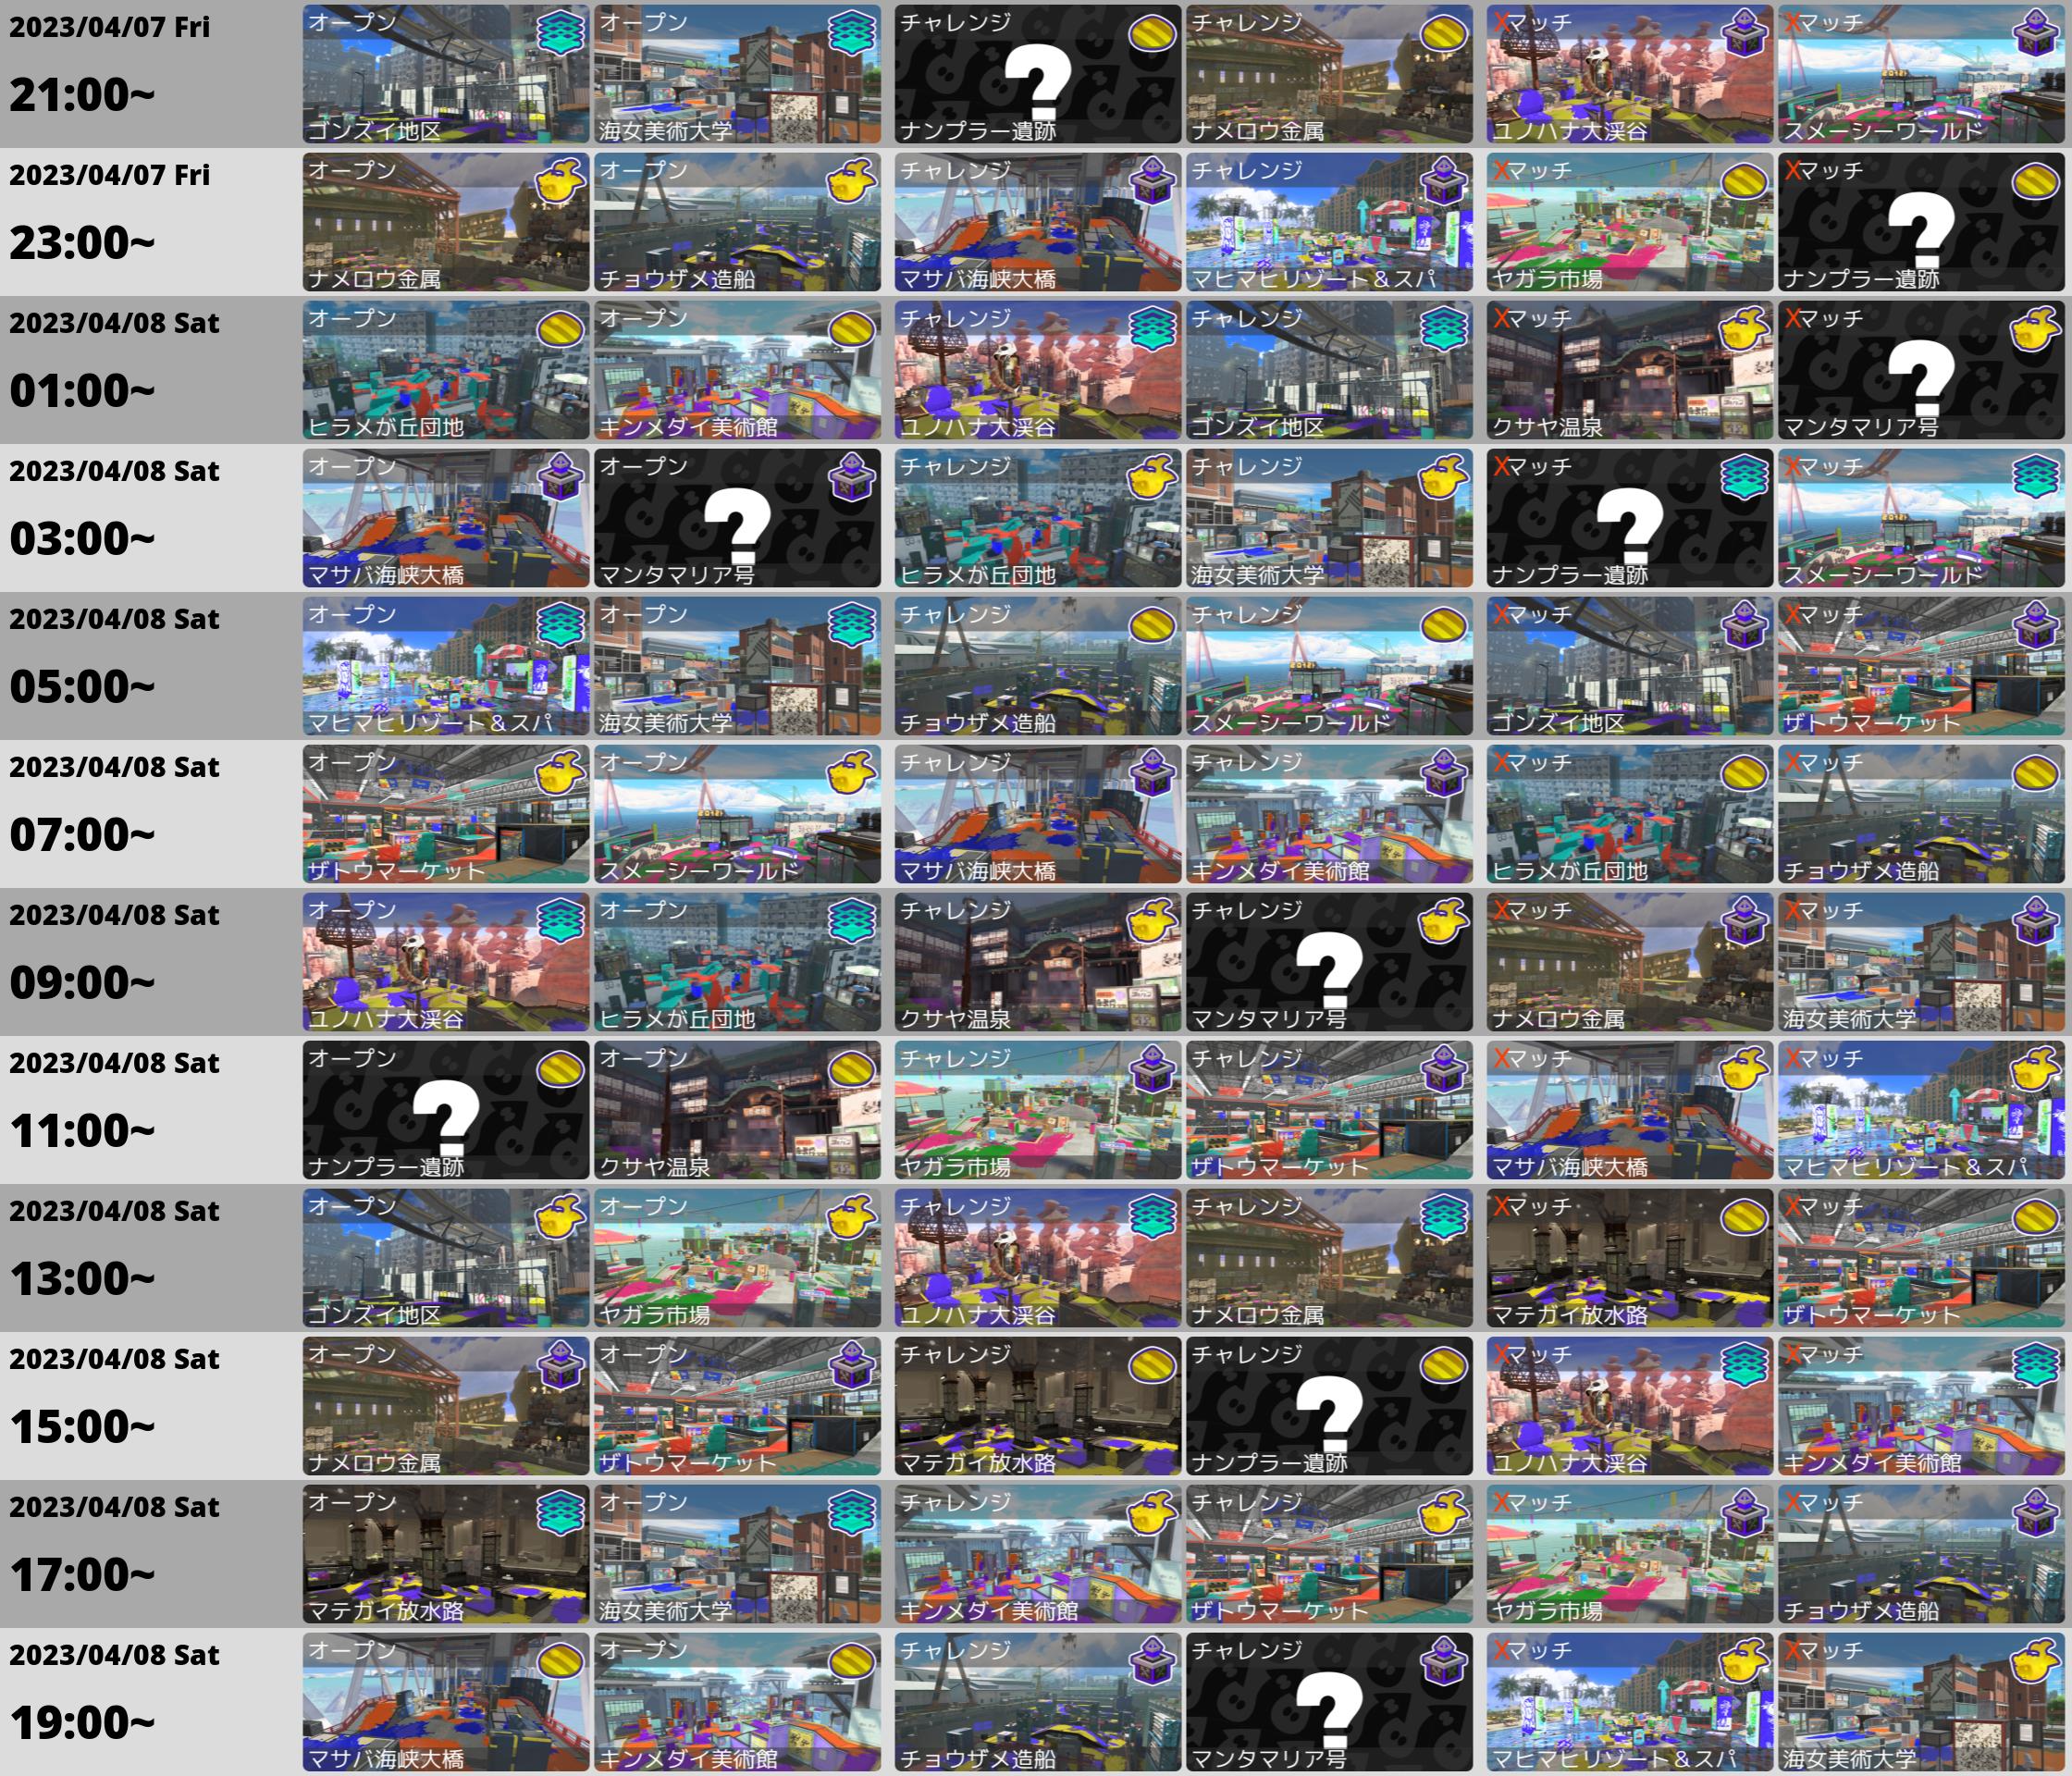 2023/04/07 Fri
21:00~
オープン
ゴンズイ地区
オープン
海女美術大学
チャレンジ
ナンプラー遺跡
チャレンジ
ナメロウ金属
Xマッチ
ユノハナ大渓谷
Xマッチ
スメーシーワールド
2023/04/07 Fri
23:00~
オープン
ナメロウ金属
オープン
チョウザメ造船
チャレンジ
マサバ海峡大橋
チャレンジ
マヒマヒリゾート＆スパ
Xマッチ
ヤガラ市場
Xマッチ
ナンプラー遺跡
2023/04/08 Sat
01:00~
オープン
ヒラメが丘団地
オープン
キンメダイ美術館
チャレンジ
ユノハナ大渓谷
チャレンジ
ゴンズイ地区
Xマッチ
クサヤ温泉
Xマッチ
マンタマリア号
2023/04/08 Sat
03:00~
オープン
マサバ海峡大橋
オープン
マンタマリア号
チャレンジ
ヒラメが丘団地
チャレンジ
海女美術大学
Xマッチ
ナンプラー遺跡
Xマッチ
スメーシーワールド
2023/04/08 Sat
05:00~
オープン
マヒマヒリゾート＆スパ
オープン
海女美術大学
チャレンジ
チョウザメ造船
チャレンジ
スメーシーワールド
Xマッチ
ゴンズイ地区
Xマッチ
ザトウマーケット
2023/04/08 Sat
07:00~
オープン
ザトウマーケット
オープン
スメーシーワールド
チャレンジ
マサバ海峡大橋
チャレンジ
キンメダイ美術館
Xマッチ
ヒラメが丘団地
Xマッチ
チョウザメ造船
2023/04/08 Sat
09:00~
オープン
ユノハナ大渓谷
オープン
ヒラメが丘団地
チャレンジ
クサヤ温泉
チャレンジ
マンタマリア号
Xマッチ
ナメロウ金属
Xマッチ
海女美術大学
2023/04/08 Sat
11:00~
オープン
ナンプラー遺跡
オープン
クサヤ温泉
チャレンジ
ヤガラ市場
チャレンジ
ザトウマーケット
Xマッチ
マサバ海峡大橋
Xマッチ
マヒマヒリゾート＆スパ
2023/04/08 Sat
13:00~
オープン
ゴンズイ地区
オープン
ヤガラ市場
チャレンジ
ユノハナ大渓谷
チャレンジ
ナメロウ金属
Xマッチ
マテガイ放水路
Xマッチ
ザトウマーケット
2023/04/08 Sat
15:00~
オープン
ナメロウ金属
オープン
ザトウマーケット
チャレンジ
マテガイ放水路
チャレンジ
ナンプラー遺跡
Xマッチ
ユノハナ大渓谷
Xマッチ
キンメダイ美術館
2023/04/08 Sat
17:00~
オープン
マテガイ放水路
オープン
海女美術大学
チャレンジ
キンメダイ美術館
チャレンジ
ザトウマーケット
Xマッチ
ヤガラ市場
Xマッチ
チョウザメ造船
2023/04/08 Sat
19:00~
オープン
マサバ海峡大橋
オープン
キンメダイ美術館
チャレンジ
チョウザメ造船
チャレンジ
マンタマリア号
Xマッチ
マヒマヒリゾート＆スパ
Xマッチ
海女美術大学